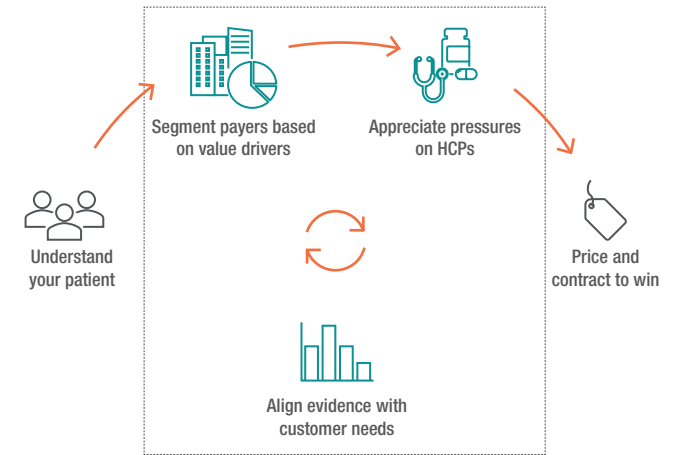 Segment payers based
on value drivers
Appreciate pressures
on HCPs
Understand
your patient
Price and
contract to win
Align evidence with
customer needs